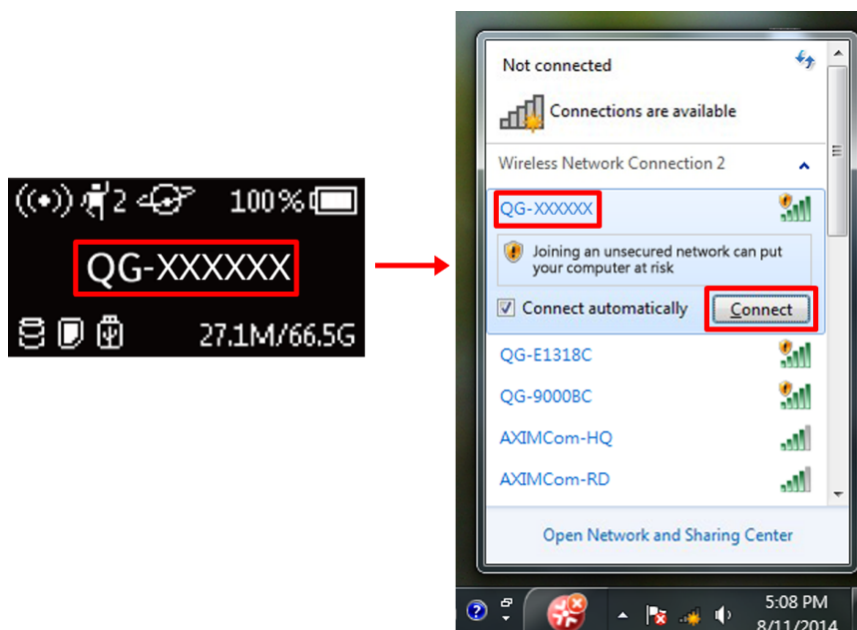 2 100%
QG-XXXXXX
27.1M/66.5G
Not connected
Connections are available
Wireless Network Connection 2
QG-XXXXXX
Joining an unsecured network can put
your computer at risk
Connect automatically Connect
QG-E1318C
QG-9000BC
AXIMCom-HQ
AXIMCom-RD
Open Network and Sharing Center
5:08 PM
8/11/2014